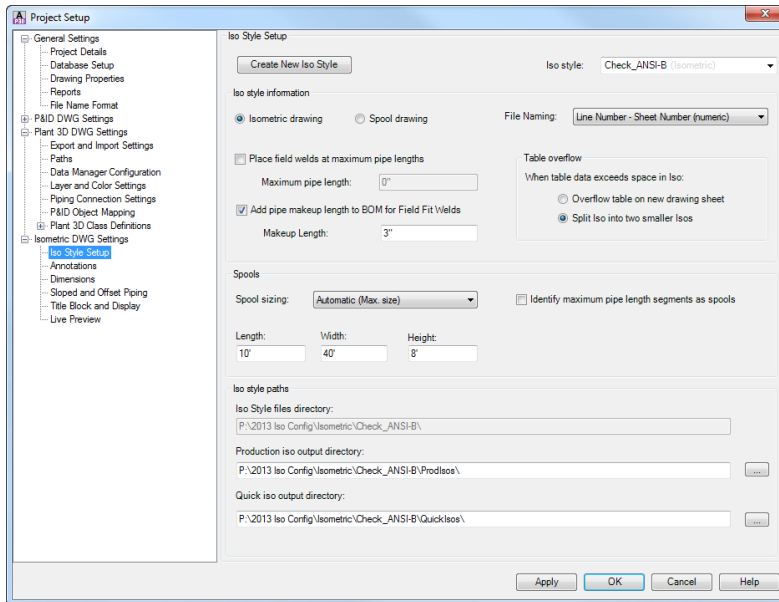 Project Setup
General Settings
Project Details
Database Setup
Drawing Properties
Reports
File Name Format
P&ID DWG Settings
Plant 3D DWG Settings
Export and Import Settings
Paths
Data Manager Configuration
Layer and Color Settings
Piping Connection Settings
P&ID Object Mapping
Plant 3D Class Definitions
Isometric DWG Settings
Iso Style Setup
Annotations
Dimensions
Sloped and Offset Piping
Title Block and Display
Live Preview
Iso Style Setup
Create New Iso Style
Iso style: Check_ANSI-B (Isometric)
Iso style information
Isometric drawing Spool drawing File Naming: Line Number - Sheet Number (numeric)
Place field welds at maximum pipe lengths
Maximum pipe length: 0"
Add pipe makeup length to BOM for Field Fit Welds
Makeup Length: 3"
Table overflow
When table data exceeds space in Iso:
Overflow table on new drawing sheet
Split Iso into two smaller Isos
Spools
Spool sizing: Automatic (Max. size) Identify maximum pipe length segments as spools
Length: Width: Height:
10' 40' 8'
Iso style paths
Iso Style files directory:
P:\2013 Iso Config\Isometric\Check_ANSI-B\
Production iso output directory:
P:\2013 Iso Config\Isometric\Check_ANSI-B\ProdIsos\
...
Quick iso output directory:
P:\2013 Iso Config\Isometric\Check_ANSI-B\QuickIsos\
...
Apply OK Cancel Help